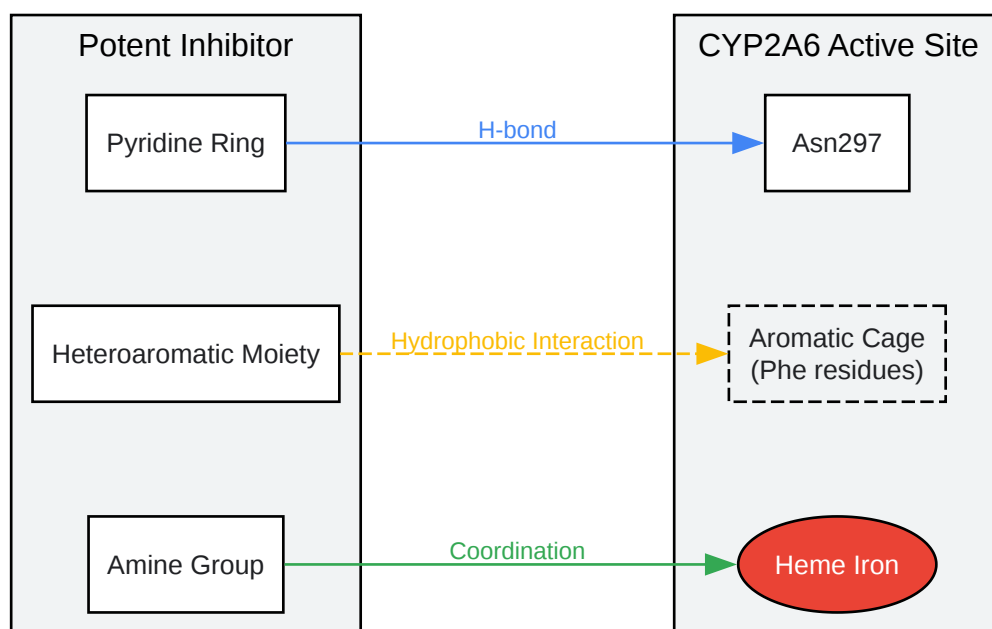 Potent Inhibitor
CYP2A6 Active Site
Pyridine Ring
H-bond
Asn297
Heteroaromatic Moiety
Hydrophobic Interaction
Aromatic Cage
(Phe residues)
Amine Group
Coordination
Heme Iron